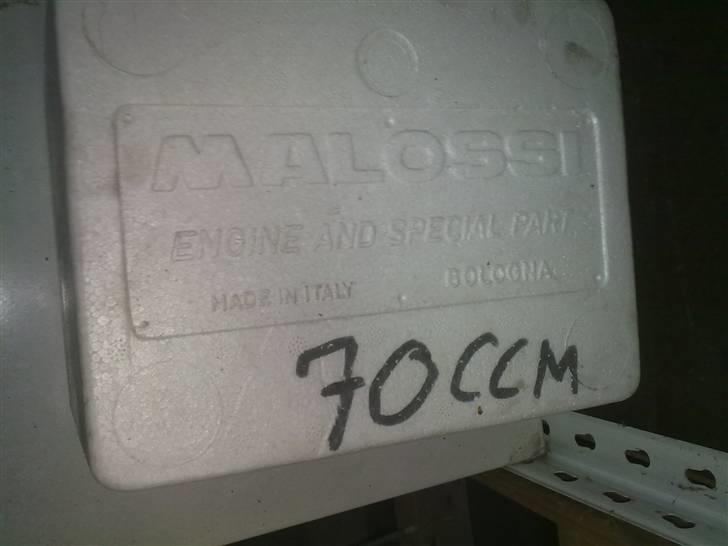 MALOSSI
ENGINE AND SPECIAL PART
MADE IN ITALY BOLOGNA
70CCM